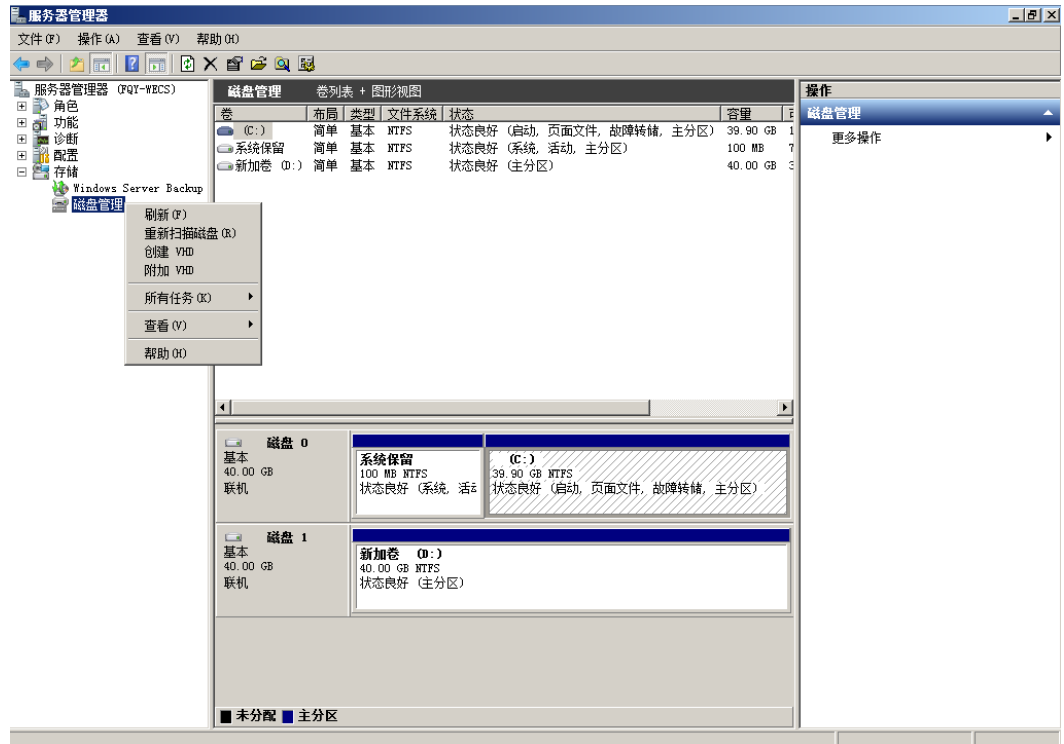 服务器管理器
文件(F) 操作(A) 查看(V) 帮助(H)
服务器管理器 (FQY-WECS)
角色
功能
诊断
配置
存储
Windows Server Backup
磁盘管理
刷新(F)
重新扫描磁盘(R)
创建 VHD
附加 VHD
所有任务(K)
查看(V)
帮助(H)
磁盘管理 卷列表 + 图形视图
卷 布局 类型 文件系统 状态 容量
(C:) 简单 基本 NTFS 状态良好 (启动, 页面文件, 故障转储, 主分区) 39.90 GB 1
系统保留 简单 基本 NTFS 状态良好 (系统, 活动, 主分区) 100 MB 7
新加卷 (D:) 简单 基本 NTFS 状态良好 (主分区) 40.00 GB 3
磁盘 0
基本
40.00 GB
联机
系统保留
100 MB NTFS
状态良好 (系统, 活动
(C:)
39.90 GB NTFS
状态良好 (启动, 页面文件, 故障转储, 主分区)
磁盘 1
基本
40.00 GB
联机
新加卷 (D:)
40.00 GB NTFS
状态良好 (主分区)
未分配 主分区
操作
磁盘管理
更多操作